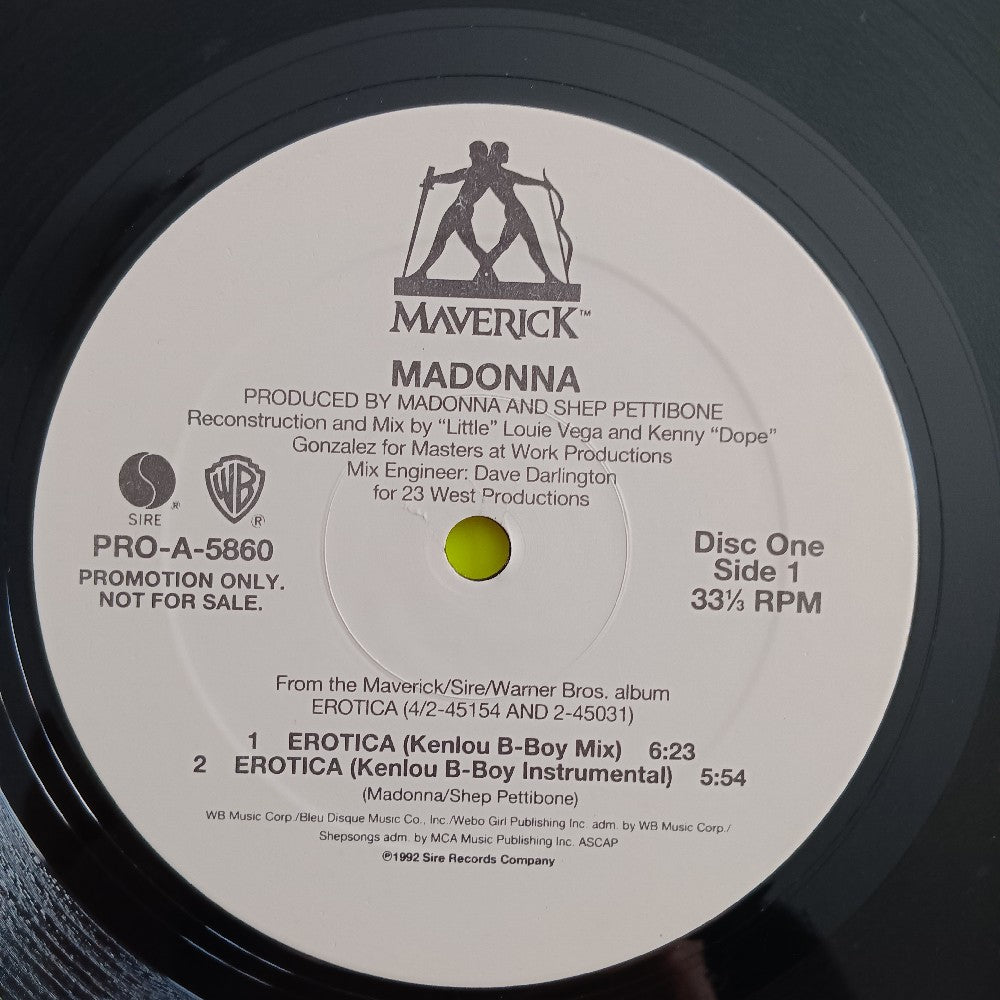 MAVERICK™
MADONNA
PRODUCED BY MADONNA AND SHEP PETTIBONE
Reconstruction and Mix by “Little” Louie Vega and Kenny “Dope”
Gonzalez for Masters at Work Productions
Mix Engineer: Dave Darlington
for 23 West Productions
S ®
SIRE
WB ®
PRO-A-5860
PROMOTION ONLY.
NOT FOR SALE.
Disc One
Side 1
33⅓ RPM
From the Maverick/Sire/Warner Bros. album
EROTICA (4/2-45154 AND 2-45031)
1 EROTICA (Kenlou B-Boy Mix) 6:23
2 EROTICA (Kenlou B-Boy Instrumental) 5:54
(Madonna/Shep Pettibone)
WB Music Corp./Bleu Disque Music Co., Inc./Webo Girl Publishing Inc. adm. by WB Music Corp./
Shepsongs adm. by MCA Music Publishing Inc. ASCAP
℗1992 Sire Records Company